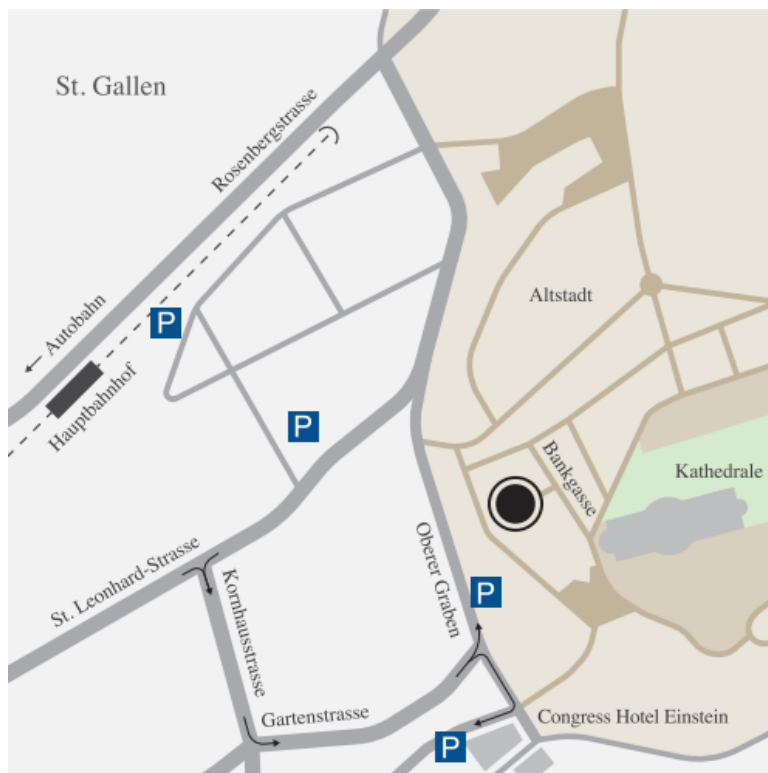 St. Gallen
Rosenbergstrasse
Autobahn
P
Altstadt
Hauptbahnhof
P
Bankgasse
Kathedrale
St. Leonhard-Strasse
Kornhausstrasse
Oberer Graben
P
Gartenstrasse
Congress Hotel Einstein
P